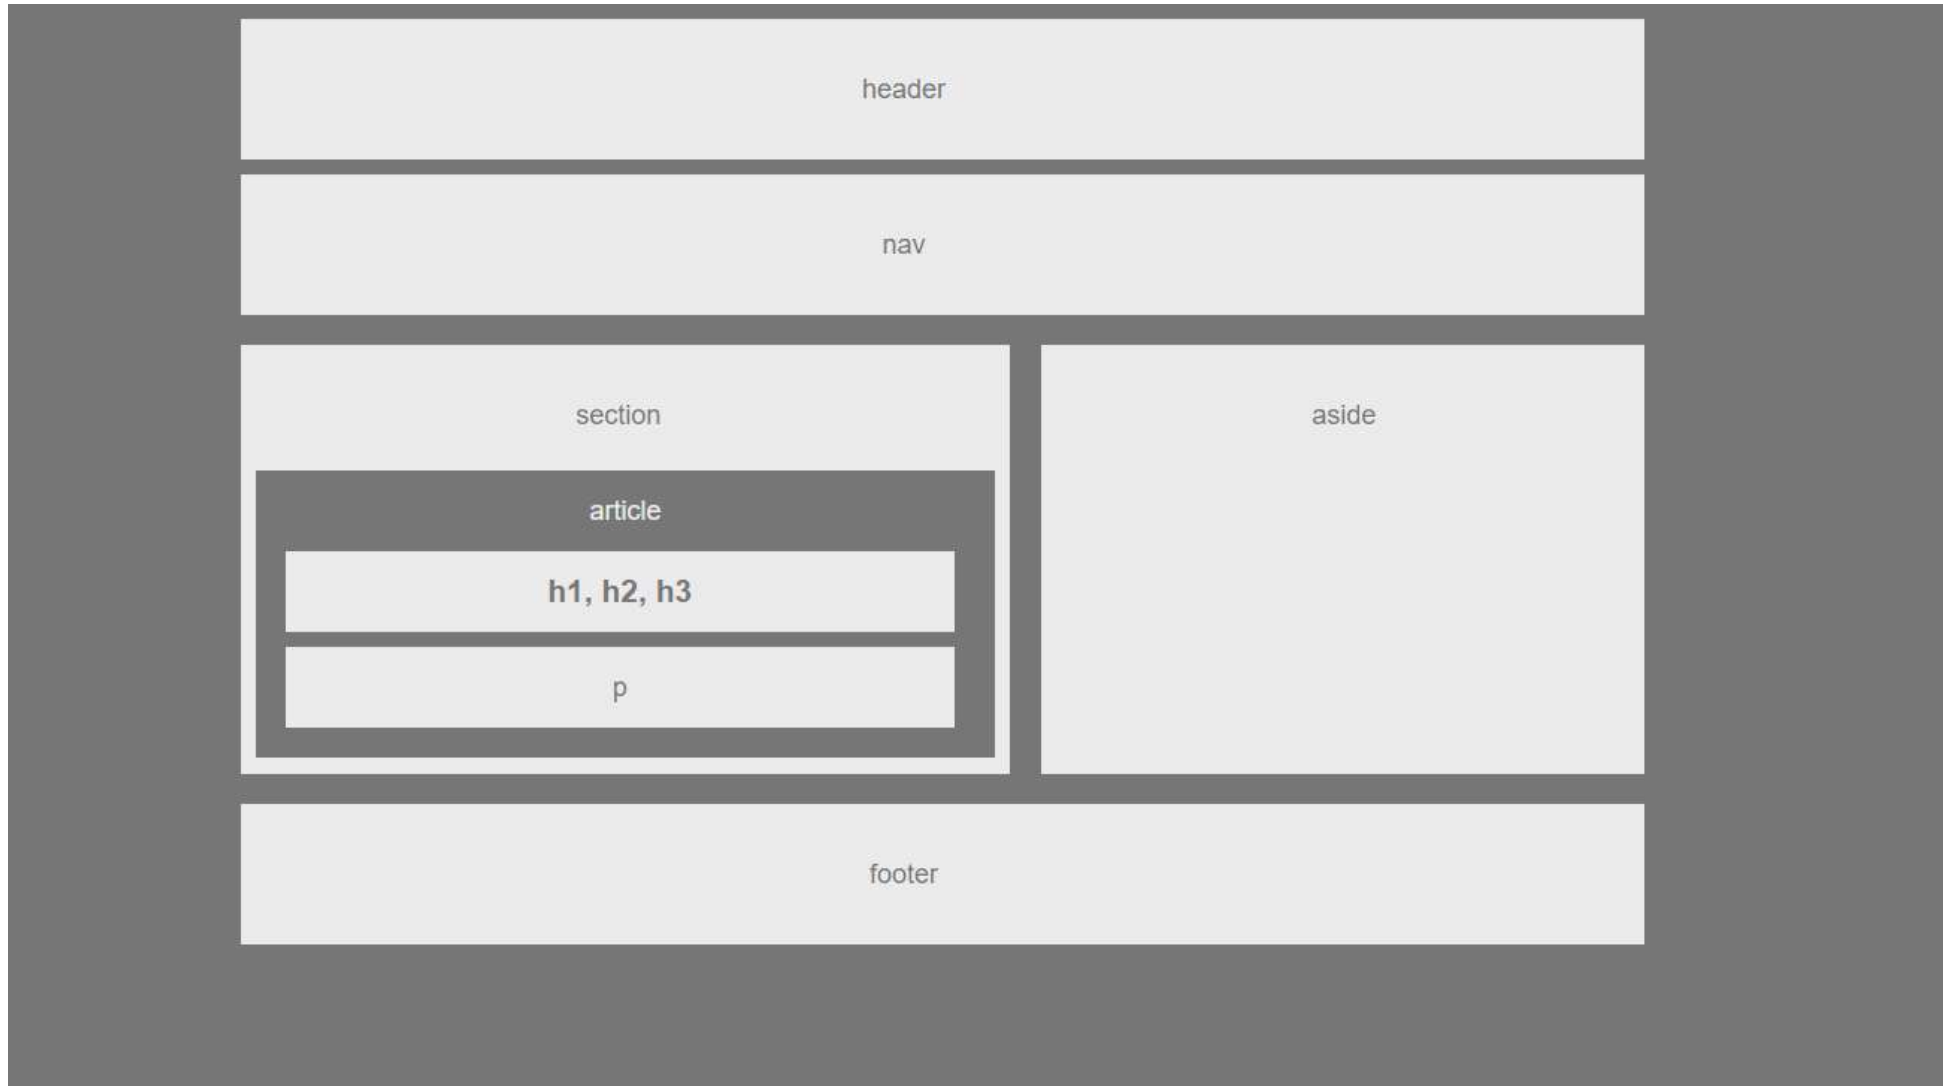 header
nav
section
aside
article
h1, h2, h3
p
footer